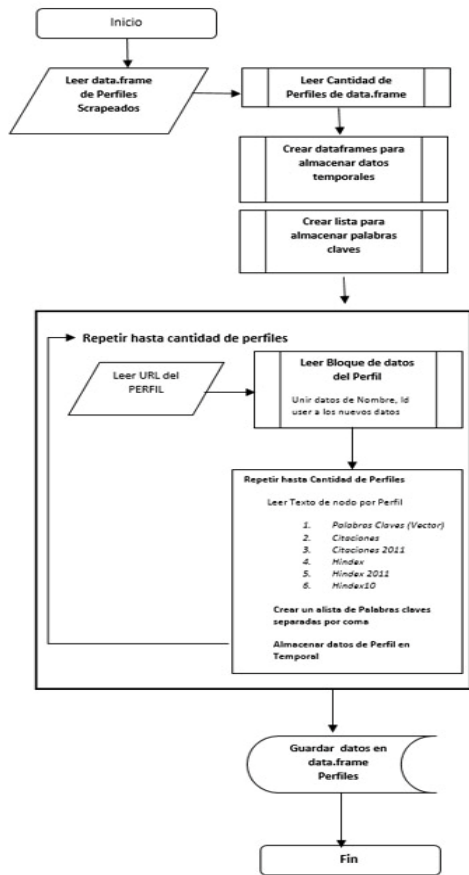 Inicio
Leer data.frame
de Perfiles
Scrapeados
Leer Cantidad de
Perfiles de data.frame
Crear dataframes para
almacenar datos
temporales
Crear lista para
almacenar palabras
claves
Repetir hasta cantidad de perfiles
Leer URL del
PERFIL
Leer Bloque de datos
del Perfil
Unir datos de Nombre, Id
user a los nuevos datos
Repetir hasta Cantidad de Perfiles
Leer Texto de nodo por Perfil
1. Palabras Claves (Vector)
2. Citaciones
3. Citaciones 2011
4. Hindex
5. Hindex 2011
6. Hindex10
Crear un alista de Palabras claves
separadas por coma
Almacenar datos de Perfil en
Temporal
Guardar datos en
data.frame
Perfiles
Fin